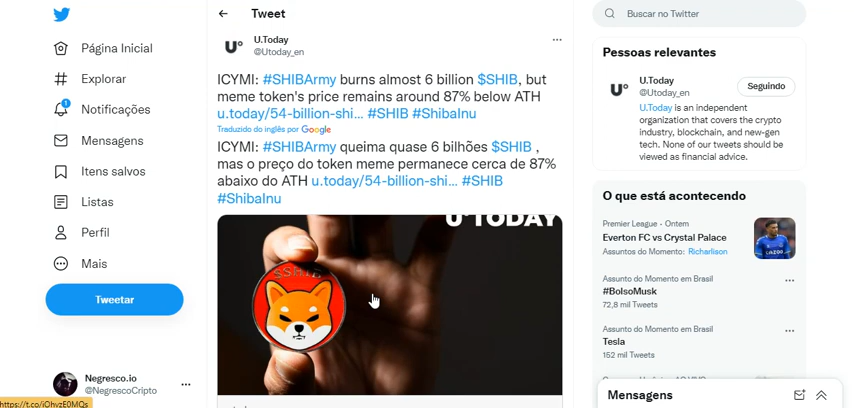 Página Inicial
Explorar
1
Notificações
Mensagens
Itens salvos
Listas
Perfil
Mais
Tweetar
Negresco.io
@NegrescoCripto
https://t.co/iOhvzE0MQs
Tweet
U.Today
@Utoday_en
ICYMI: #SHIBArmy burns almost 6 billion $SHIB, but
meme token's price remains around 87% below ATH
u.today/54-billion-shi... #SHIB #ShibaInu
Traduzido do inglês por Google
ICYMI: #SHIBArmy queima quase 6 bilhões $SHIB ,
mas o preço do token meme permanece cerca de 87%
abaixo do ATH u.today/54-billion-shi... #SHIB
#ShibaInu
U°TODAY
$SHIB
Buscar no Twitter
Pessoas relevantes
U.Today
@Utoday_en
Seguindo
U.Today is an independent
organization that covers the crypto
industry, blockchain, and new-gen
tech. None of our tweets should be
viewed as financial advice.
O que está acontecendo
Premier League · Ontem
Everton FC vs Crystal Palace
Assuntos do Momento: Richarlison
Assunto do Momento em Brasil
#BolsoMusk
72,8 mil Tweets
Assunto do Momento em Brasil
Tesla
152 mil Tweets
Mensagens